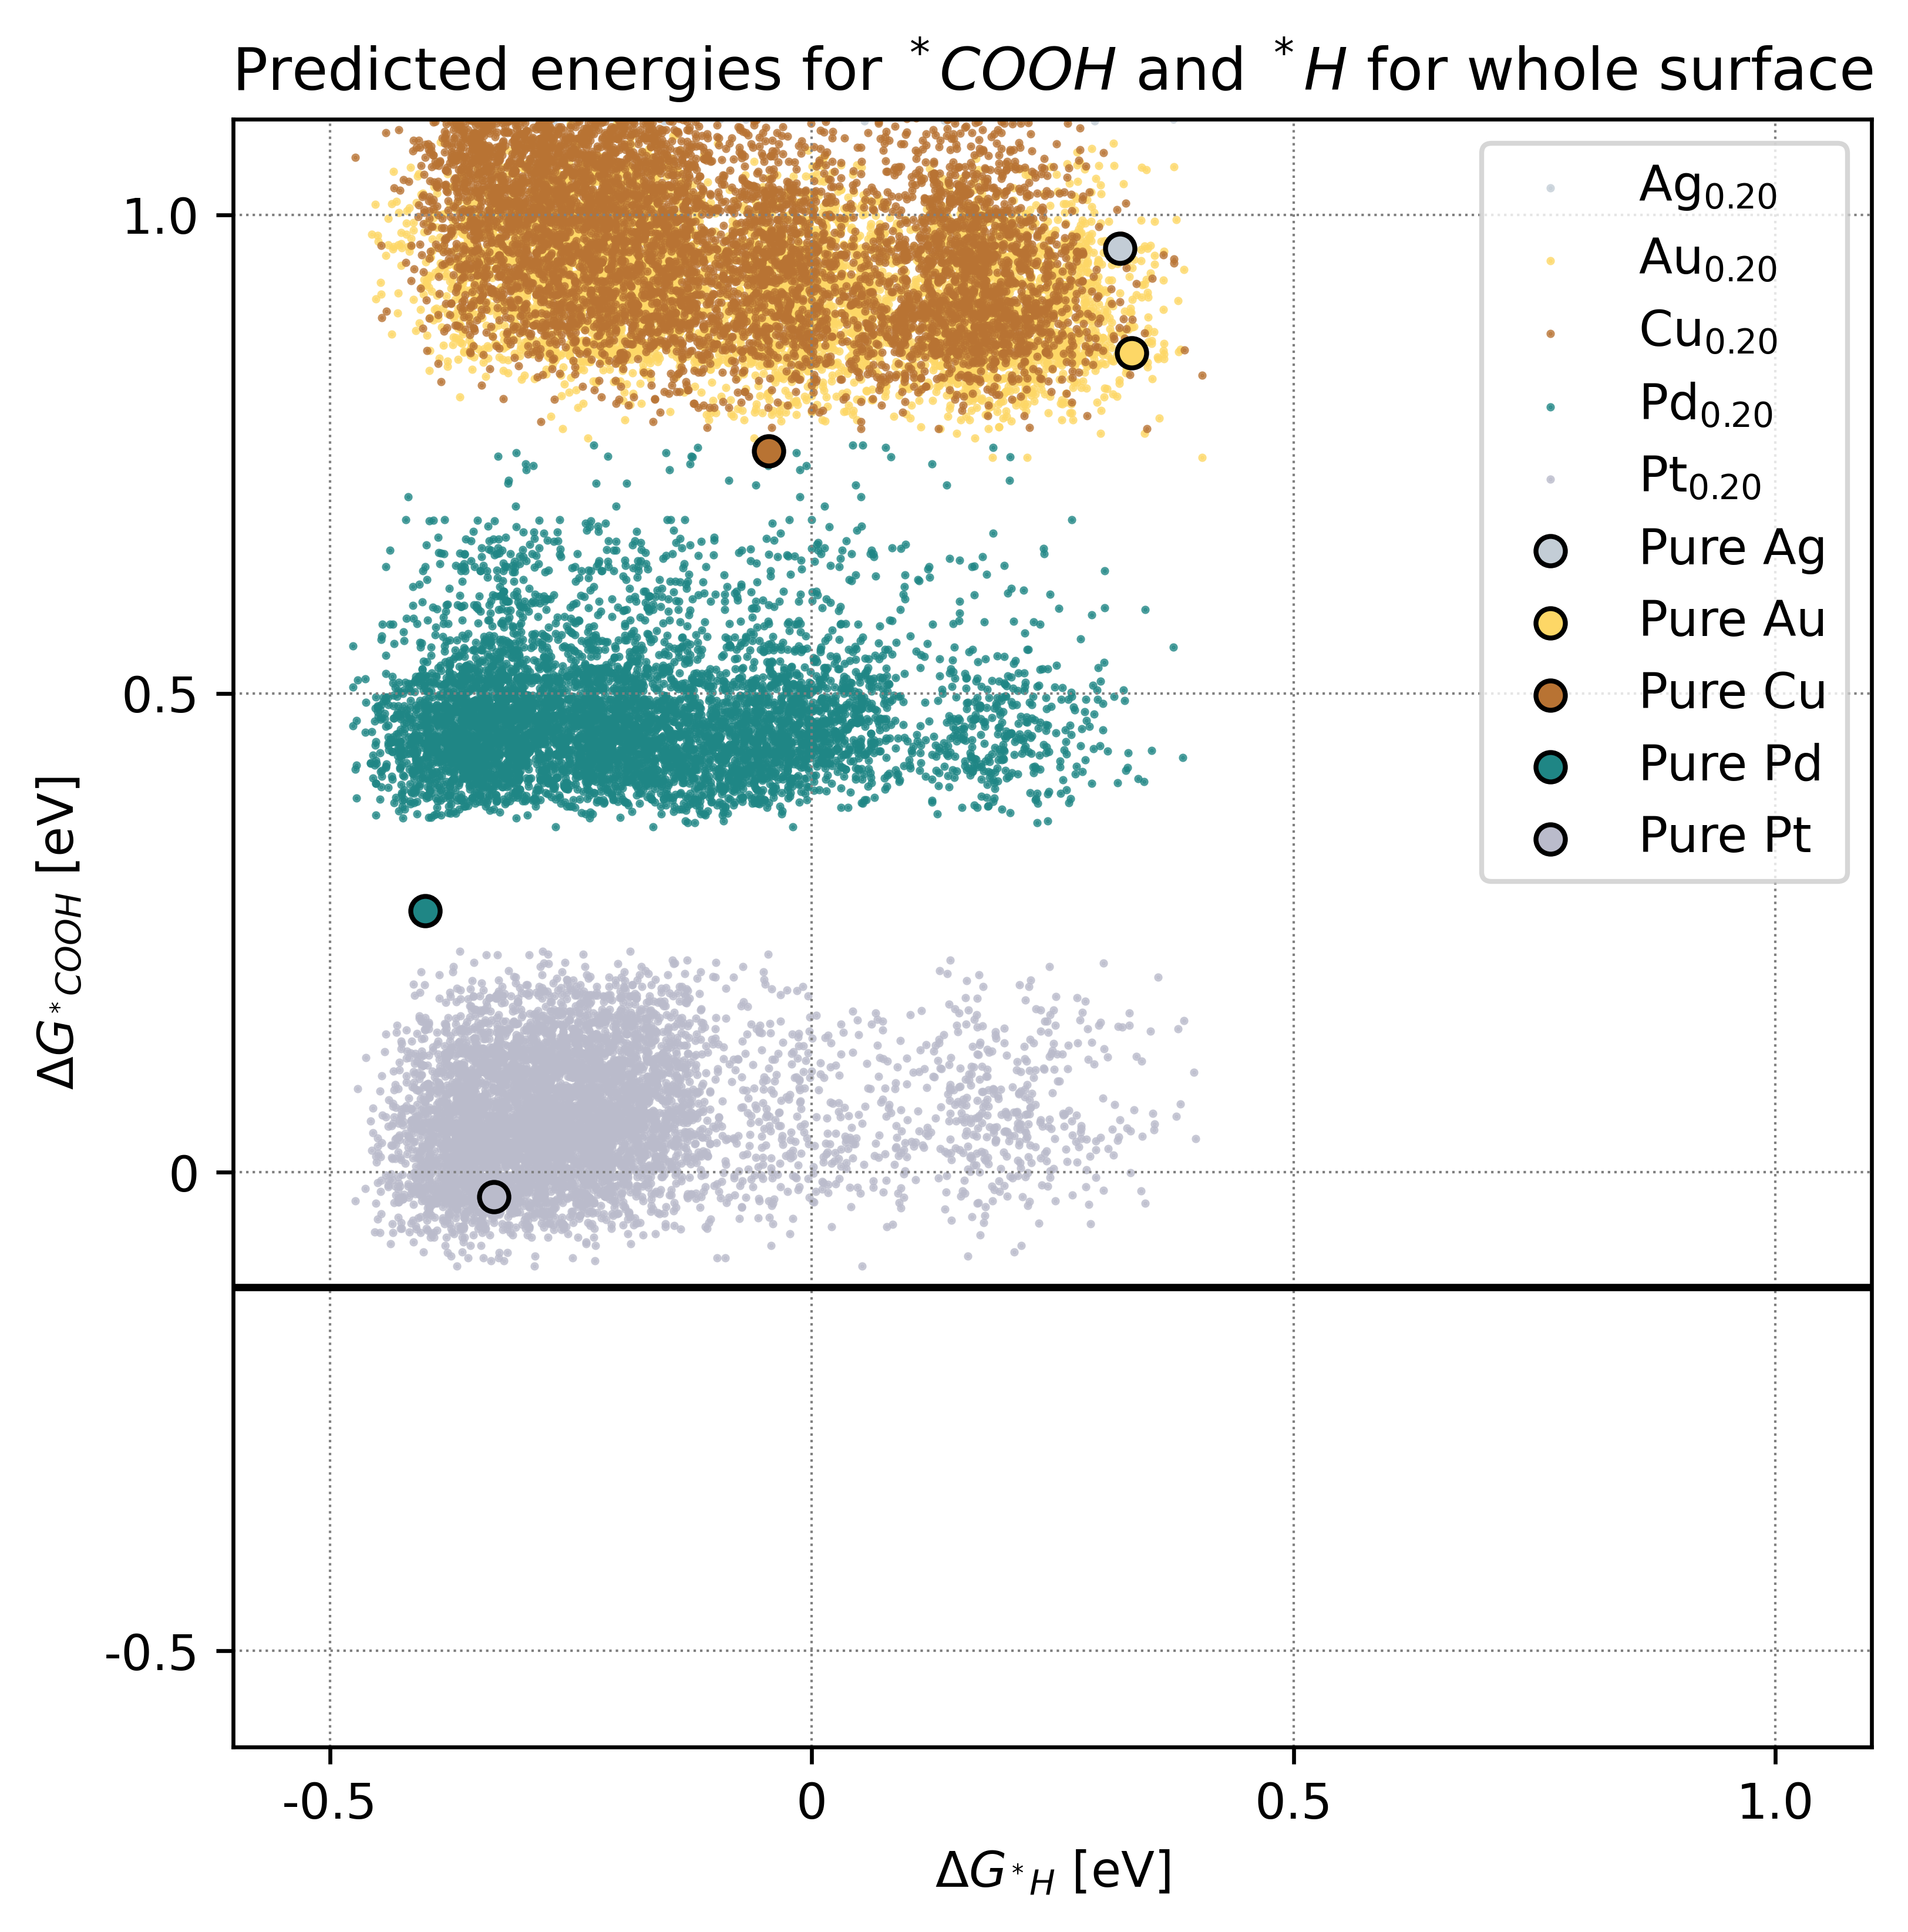 Predicted energies for *COOH and *H for whole surface
1.0
0.5
0
-0.5
ΔG*COOH [eV]
-0.5 0 0.5 1.0
ΔG*H [eV]
Ag0.20
Au0.20
Cu0.20
Pd0.20
Pt0.20
Pure Ag
Pure Au
Pure Cu
Pure Pd
Pure Pt